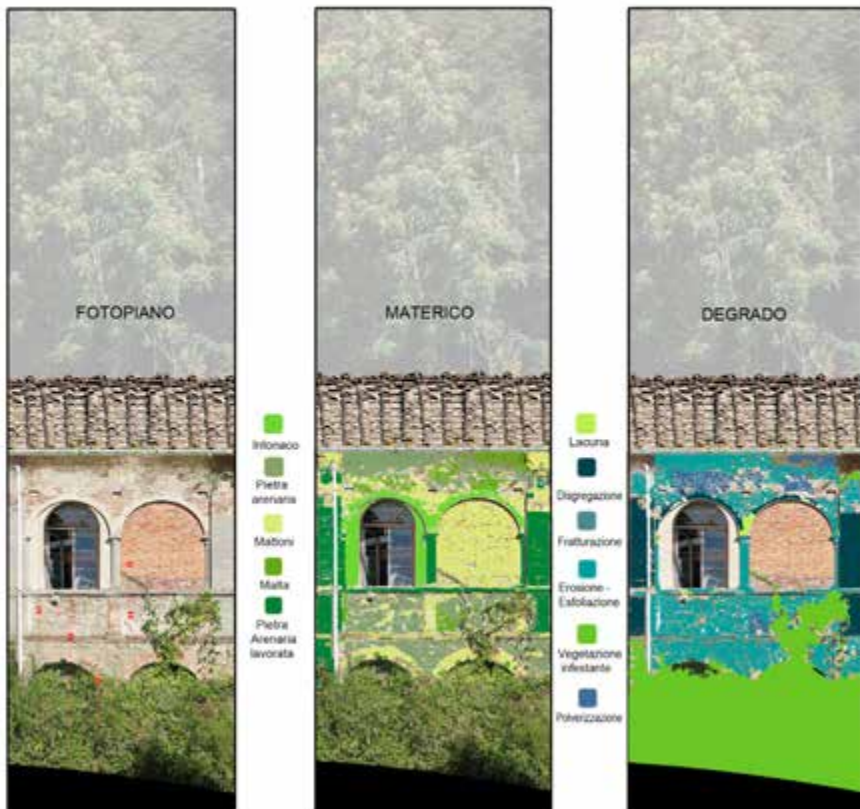 FOTOPIANO
MATERICO
DEGRADO
Intonaco
Pietra
arenaria
Mattoni
Malta
Pietra
Arenaria
lavorata
Lacuna
Disgregazione
Fratturazione
Erosione -
Esfoliazione
Vegetazione
infestante
Polverizzazione